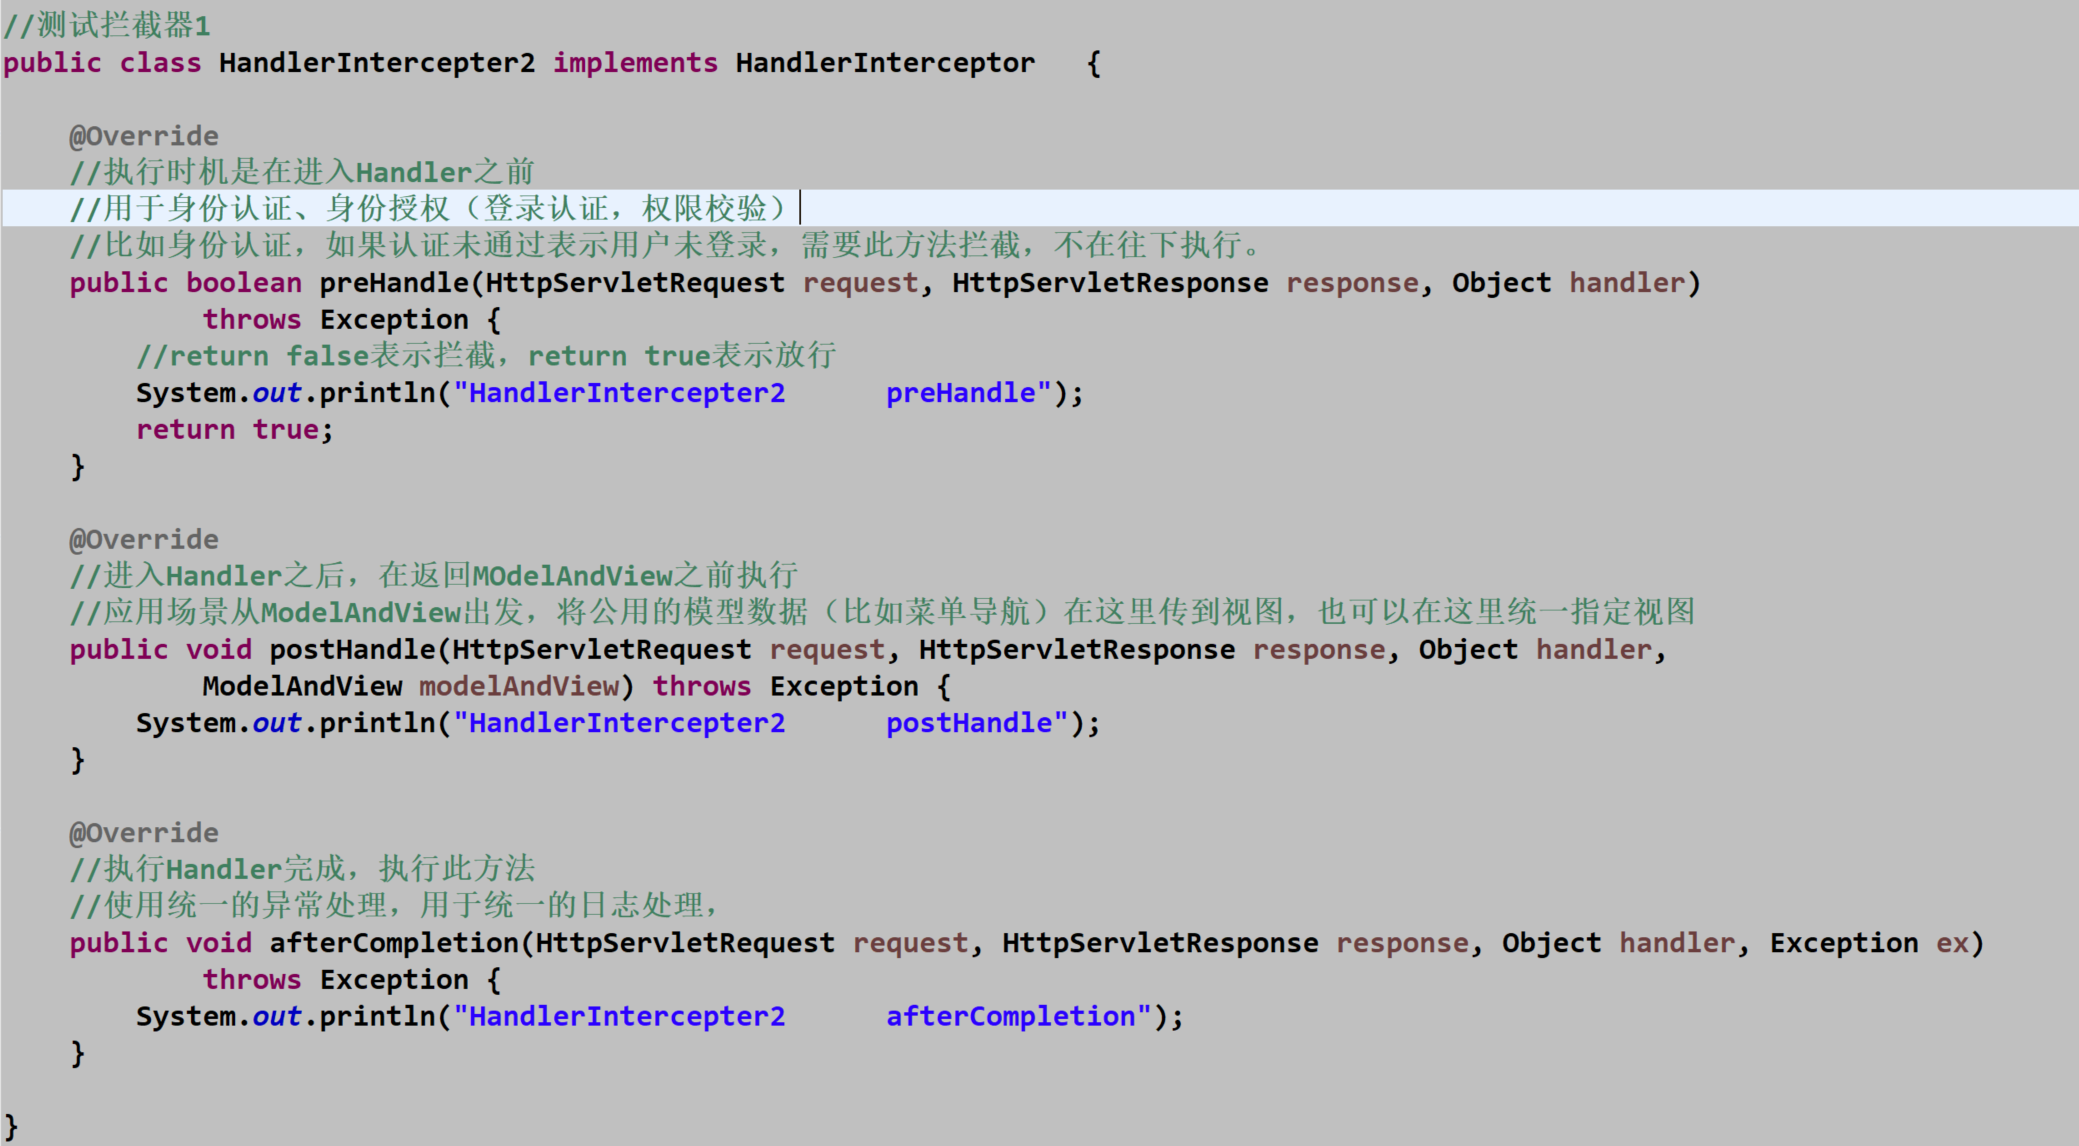 //测试拦截器1
public class HandlerIntercepter2 implements HandlerInterceptor   {
@Override
//执行时机是在进入Handler之前
//用于身份认证、身份授权（登录认证，权限校验）
//比如身份认证，如果认证未通过表示用户未登录，需要此方法拦截，不在往下执行。
public boolean preHandle(HttpServletRequest request, HttpServletResponse response, Object handler)
throws Exception {
//return false表示拦截，return true表示放行
System.out.println("HandlerIntercepter2      preHandle");
return true;
}
@Override
//进入Handler之后，在返回MOdelAndView之前执行
//应用场景从ModelAndView出发，将公用的模型数据（比如菜单导航）在这里传到视图，也可以在这里统一指定视图
public void postHandle(HttpServletRequest request, HttpServletResponse response, Object handler,
ModelAndView modelAndView) throws Exception {
System.out.println("HandlerIntercepter2      postHandle");
}
@Override
//执行Handler完成，执行此方法
//使用统一的异常处理，用于统一的日志处理，
public void afterCompletion(HttpServletRequest request, HttpServletResponse response, Object handler, Exception ex)
throws Exception {
System.out.println("HandlerIntercepter2      afterCompletion");
}
}